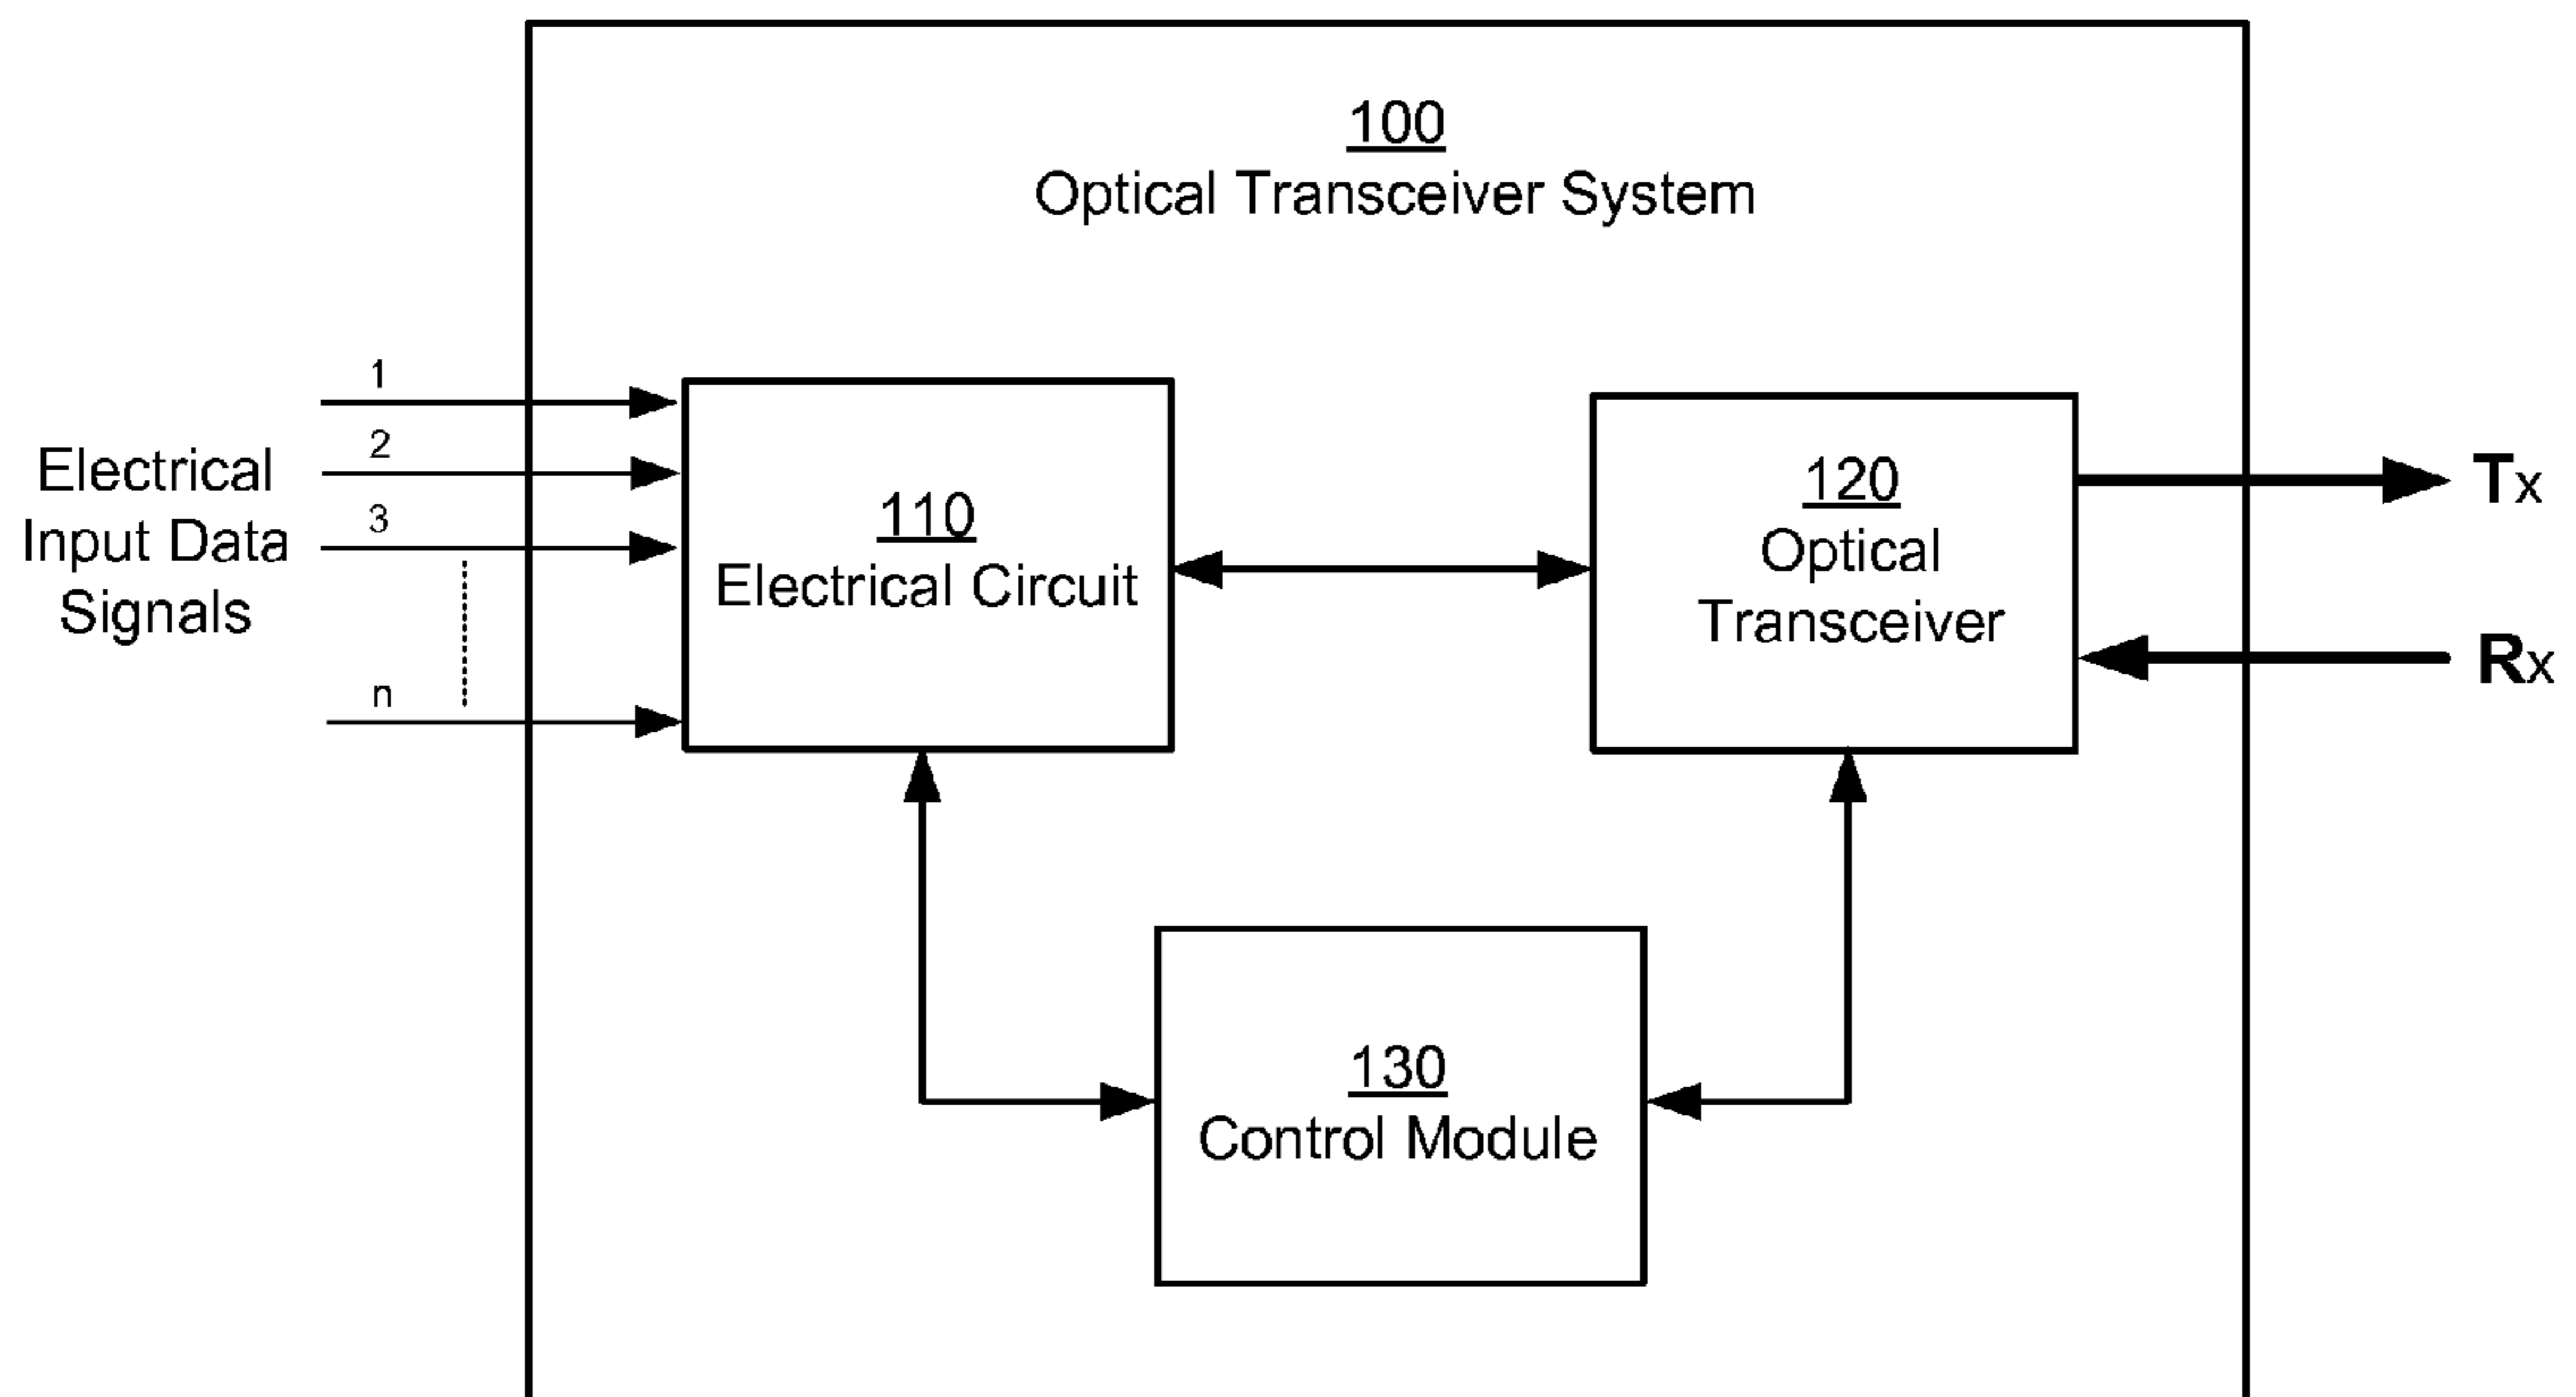 100
Optical Transceiver System
1
2
3
n
Electrical
Input Data
Signals
110
Electrical Circuit
120
Optical
Transceiver
Tx
Rx
130
Control Module